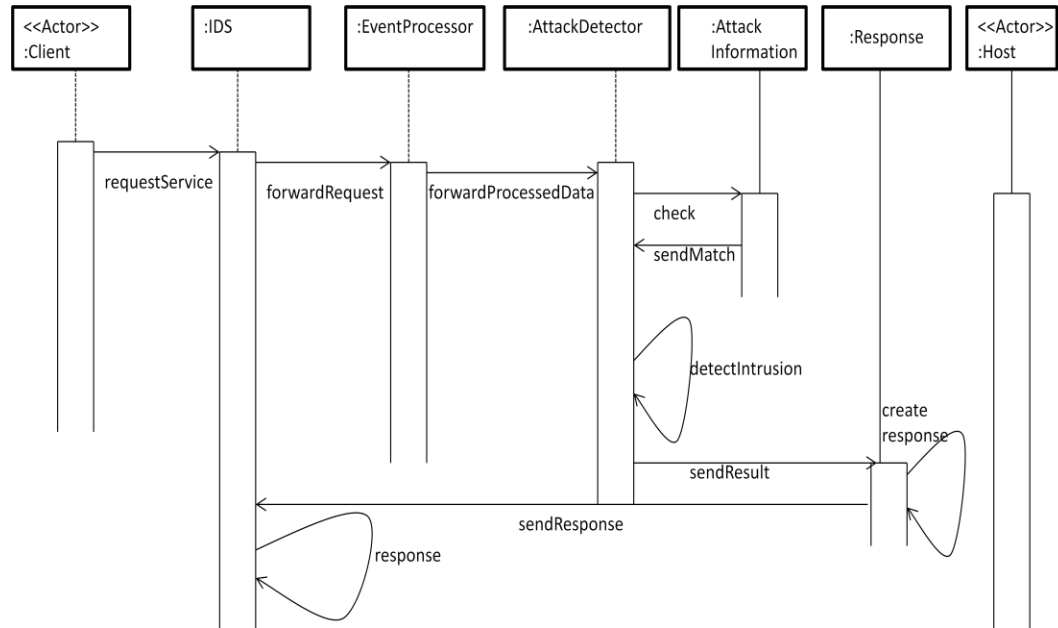 <<Actor>>
:Client
:IDS
:EventProcessor
:AttackDetector
:Attack
Information
:Response
<<Actor>>
:Host
requestService
forwardRequest
forwardProcessedData
check
sendMatch
detectIntrusion
create
response
sendResult
sendResponse
response